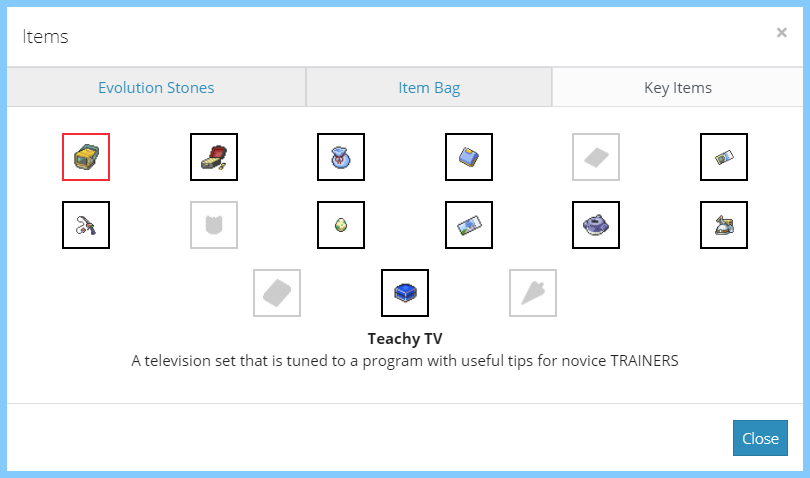 Items
×
Evolution Stones
Item Bag
Key Items
Teachy TV
A television set that is tuned to a program with useful tips for novice TRAINERS
Close